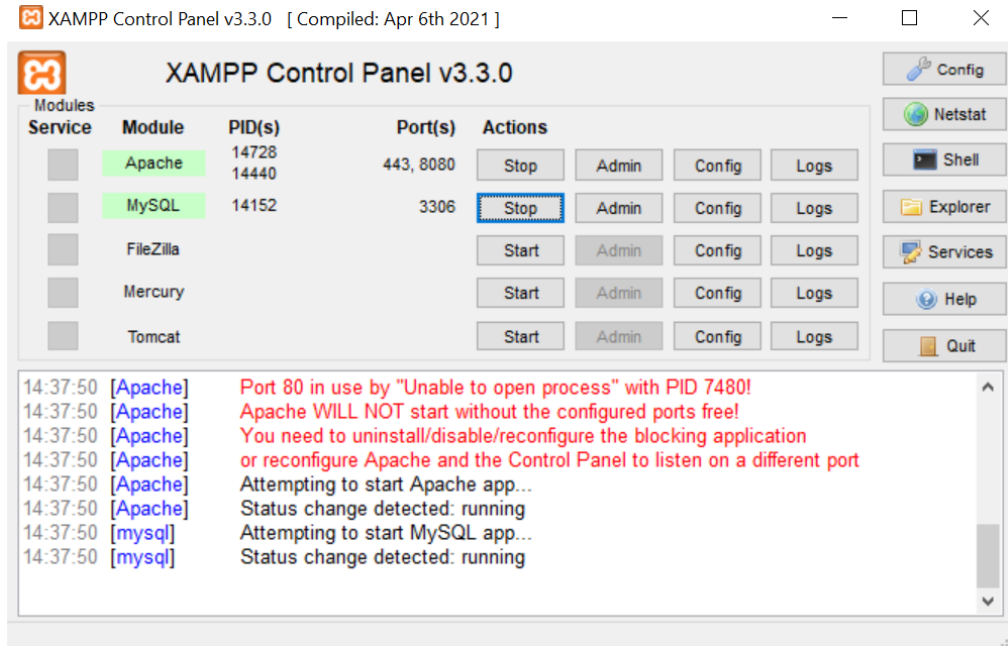 XAMPP Control Panel v3.3.0 [ Compiled: Apr 6th 2021 ]
XAMPP Control Panel v3.3.0
Config
Modules
Netstat
Service Module PID(s) Port(s) Actions
Apache 14728 14440 443, 8080 Stop Admin Config Logs
Shell
MySQL 14152 3306 Stop Admin Config Logs
Explorer
FileZilla Start Admin Config Logs
Services
Mercury Start Admin Config Logs
Help
Tomcat Start Admin Config Logs
Quit
14:37:50 [Apache] Port 80 in use by "Unable to open process" with PID 7480!
14:37:50 [Apache] Apache WILL NOT start without the configured ports free!
14:37:50 [Apache] You need to uninstall/disable/reconfigure the blocking application
14:37:50 [Apache] or reconfigure Apache and the Control Panel to listen on a different port
14:37:50 [Apache] Attempting to start Apache app...
14:37:50 [Apache] Status change detected: running
14:37:50 [mysql] Attempting to start MySQL app...
14:37:50 [mysql] Status change detected: running